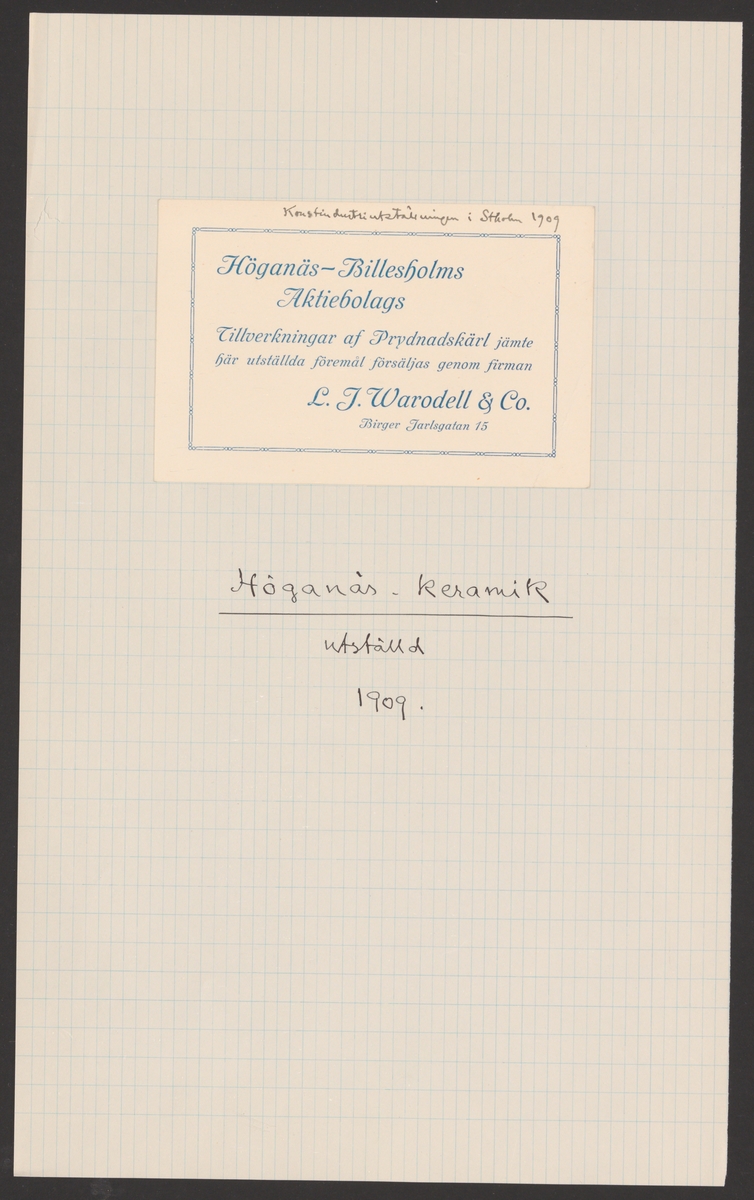 Konstindustriutställningen i Stholm 1909
Höganäs-Billesholms
Aktiebolags
Tillverkningar af Prydnadskärl jämte
här utställda föremål försäljas genom firman
L. J. Warodell & Co.
Birger Jarlsgatan 15
Höganäs - keramik
utställd
1909.